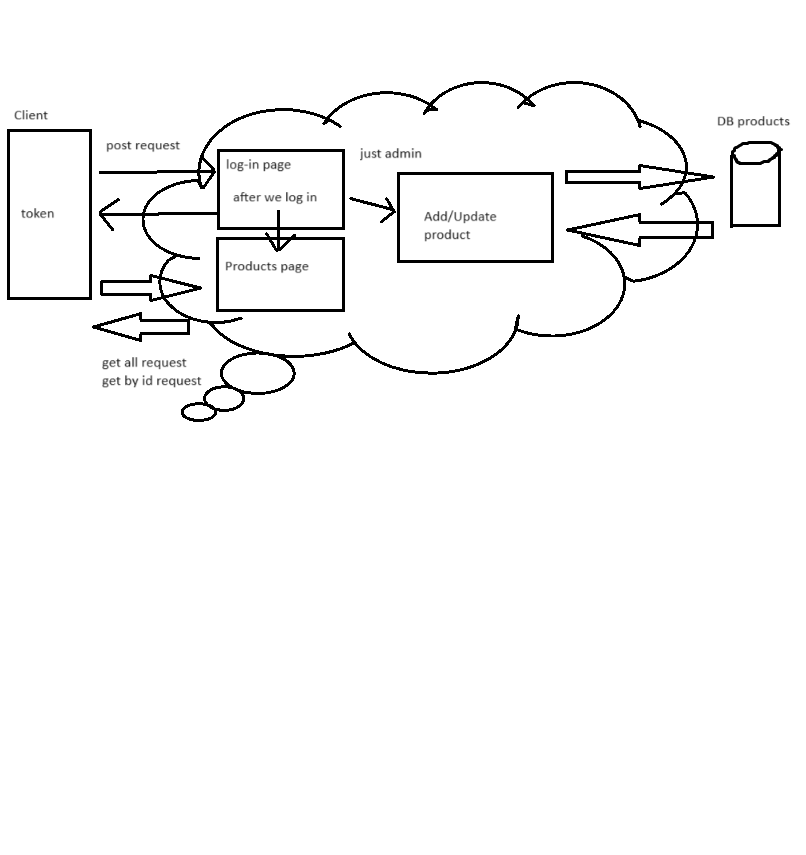 Client
DB products
post request
just admin
log-in page
after we log in
token
Add/Update
product
Products page
get all request
get by id request